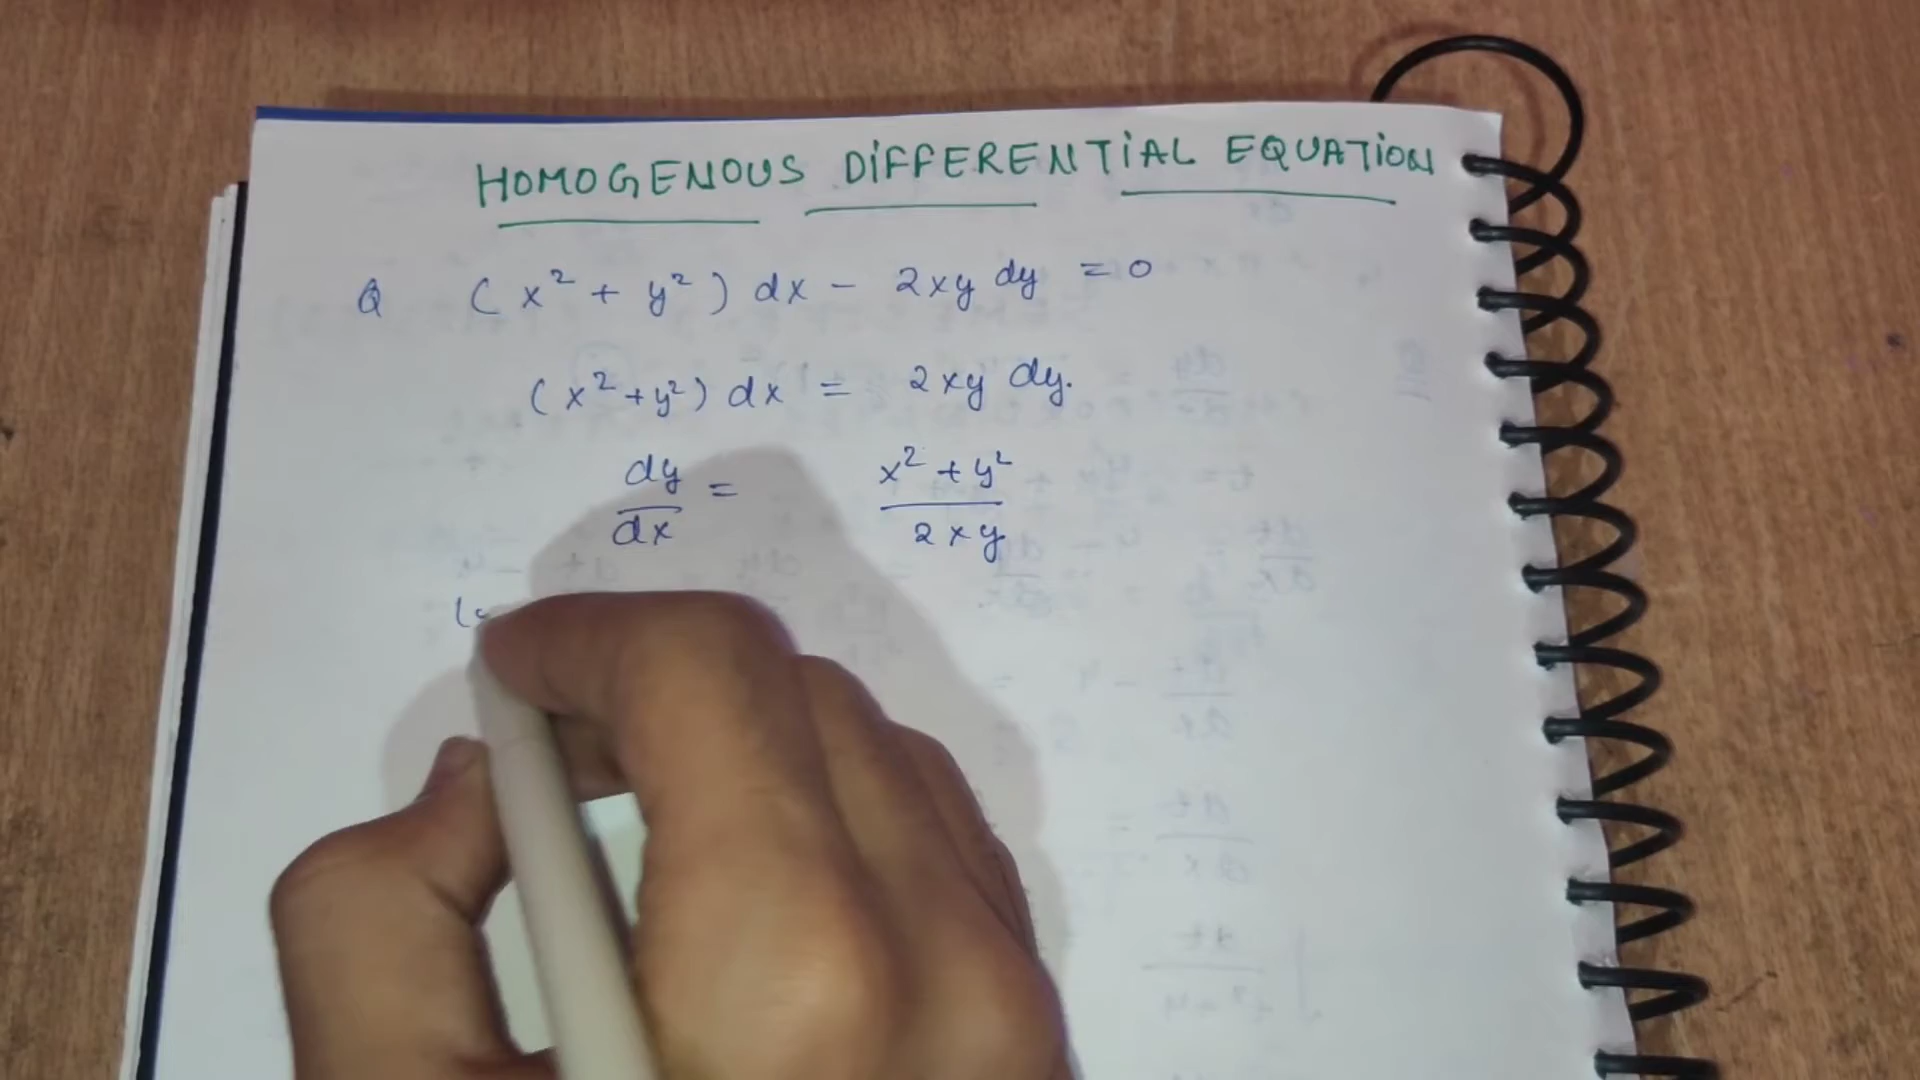 HOMOGENOUS DIFFERENTIAL EQUATION
Q (x² + y²) dx - 2xy dy = 0
(x²+y²) dx = 2xy dy.
dy/dx = x² + y²/2xy